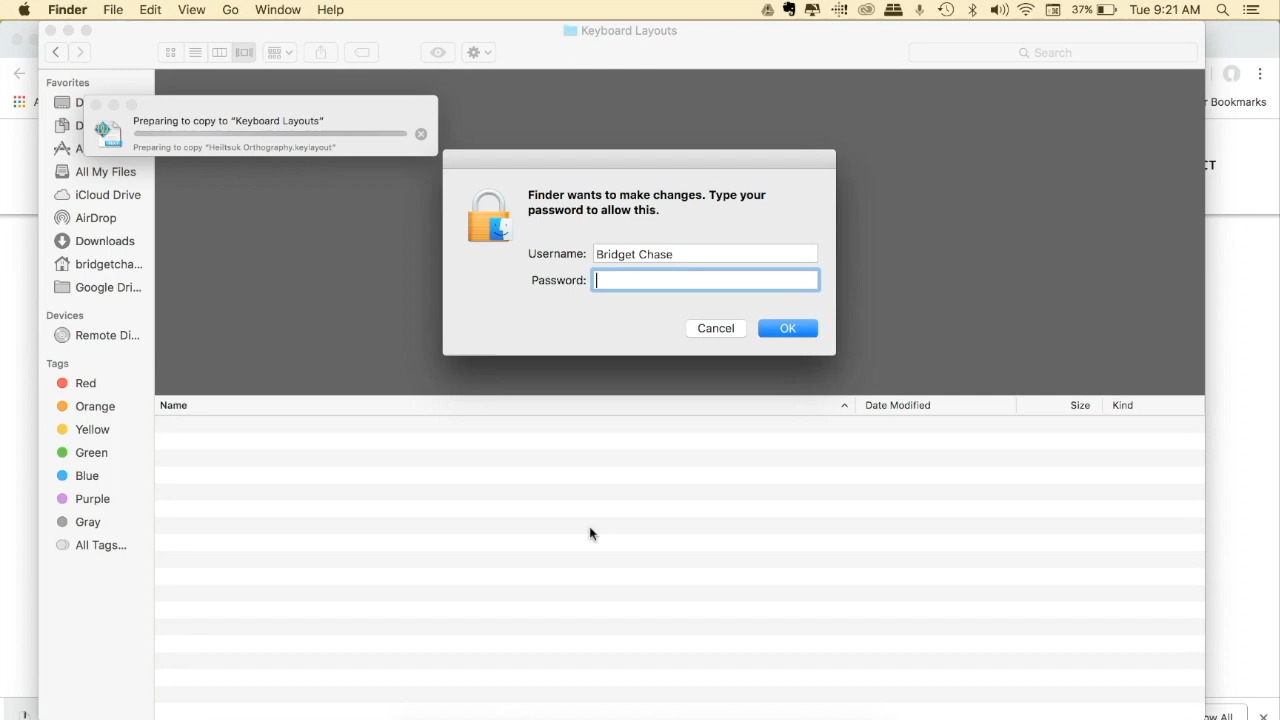 Finder File Edit View Go Window Help
37% Tue 9:21 AM
Keyboard Layouts
Search
Favorites
Preparing to copy to “Keyboard Layouts”
Preparing to copy “Heiltsuk Orthography.keylayout”
All My Files
iCloud Drive
AirDrop
Downloads
bridgetcha...
Google Dri...
Devices
Remote Di...
Tags
Red
Orange
Yellow
Green
Blue
Purple
Gray
All Tags...
Finder wants to make changes. Type your
password to allow this.
Username: Bridget Chase
Password:
Cancel OK
Name Date Modified Size Kind
Bookmarks